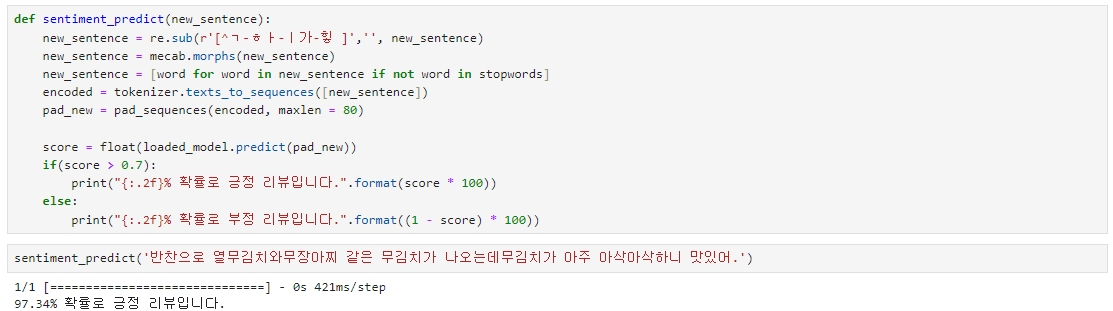 def sentiment_predict(new_sentence):
    new_sentence = re.sub(r'[^ㄱ-ㅎㅏ-ㅣ가-힣 ]','', new_sentence)
    new_sentence = mecab.morphs(new_sentence)
    new_sentence = [word for word in new_sentence if not word in stopwords]
    encoded = tokenizer.texts_to_sequences([new_sentence])
    pad_new = pad_sequences(encoded, maxlen = 80)
    score = float(loaded_model.predict(pad_new))
    if(score > 0.7):
        print("{:.2f}% 확률로 긍정 리뷰입니다.".format(score * 100))
    else:
        print("{:.2f}% 확률로 부정 리뷰입니다.".format((1 - score) * 100))
sentiment_predict('반찬으로 열무김치와무장아찌 같은 무김치가 나오는데무김치가 아주 아삭아삭하니 맛있어.')
1/1 [==============================] - 0s 421ms/step
97.34% 확률로 긍정 리뷰입니다.